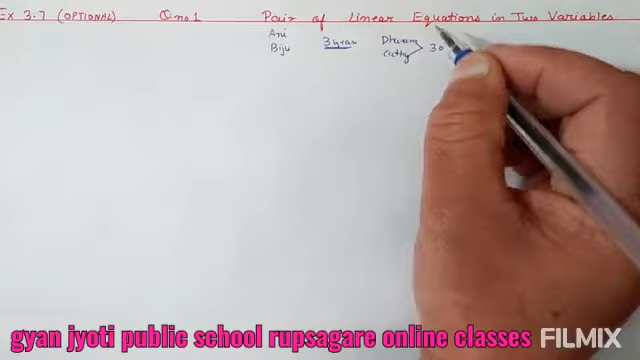 Ex 3.7 (OPTIONAL) Q no 1 Pair of Linear Equations in Two Variables
Ani
Biju 3 year
Dharam
Cathy 30
gyan jyoti public school rupsagare online classes
FILMIX